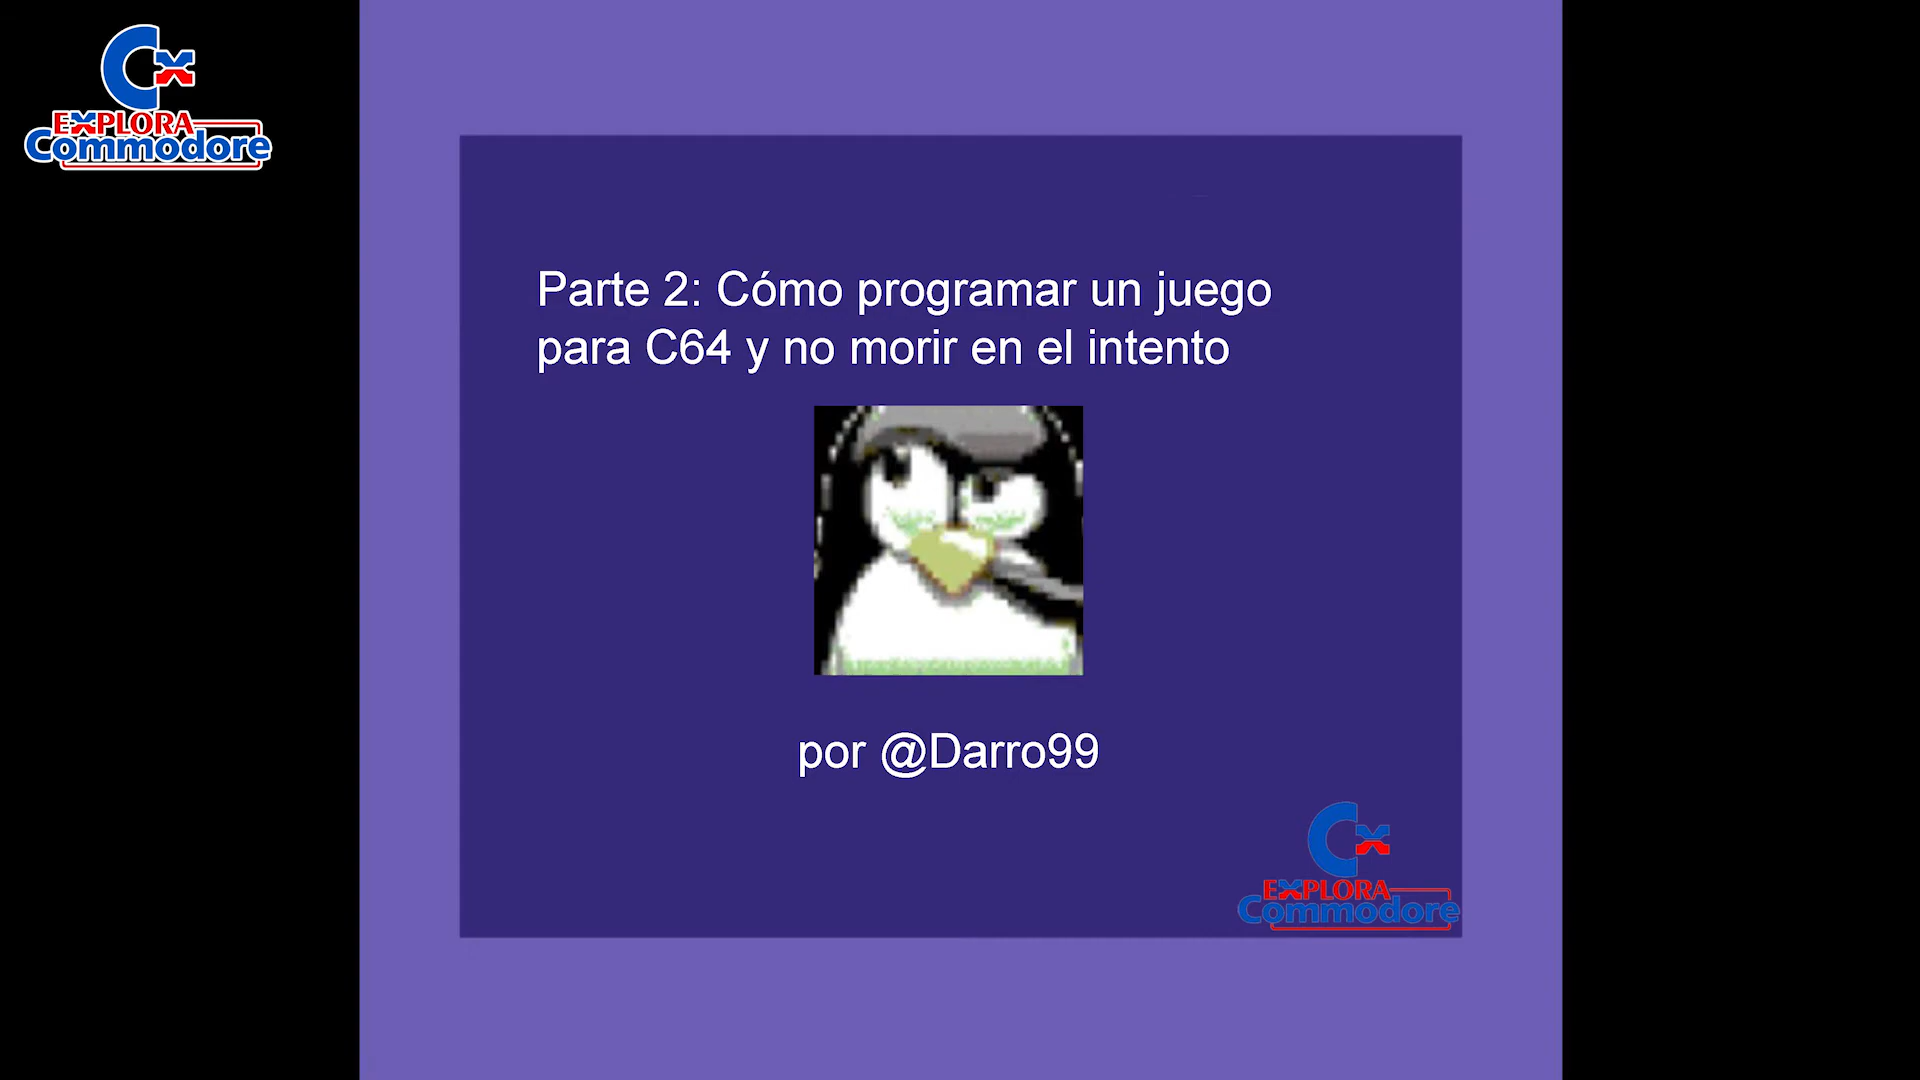 EXPLORA
Commodore
Parte 2: Cómo programar un juego
para C64 y no morir en el intento
por @Darro99
EXPLORA
Commodore